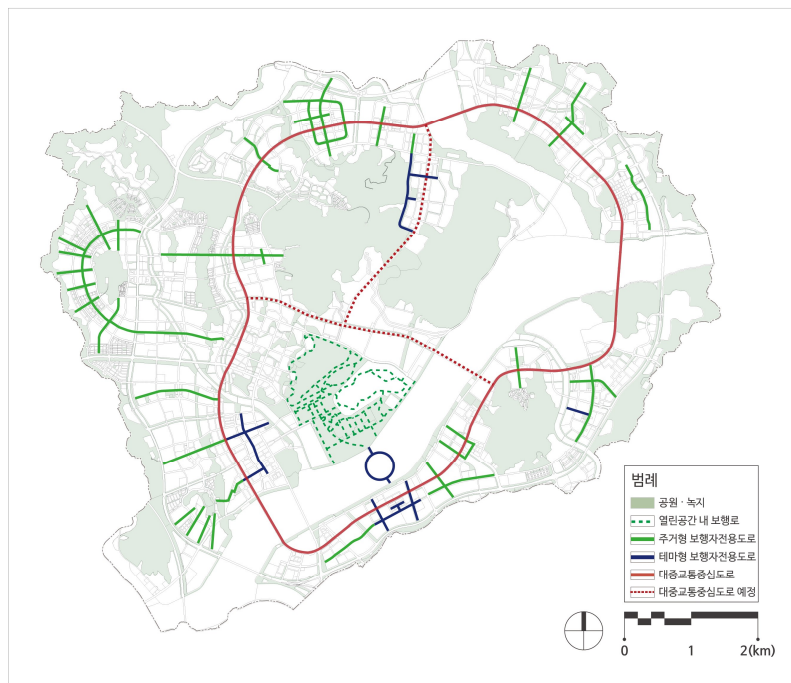 범례
공원 · 녹지
열린공간 내 보행로
주거형 보행자전용도로
테마형 보행자전용도로
대중교통중심도로
대중교통중심도로 예정
0 1 2(km)